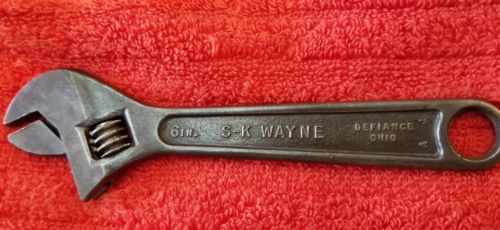 6IN.
S-K WAYNE
DEFIANCE
OHIO
A J